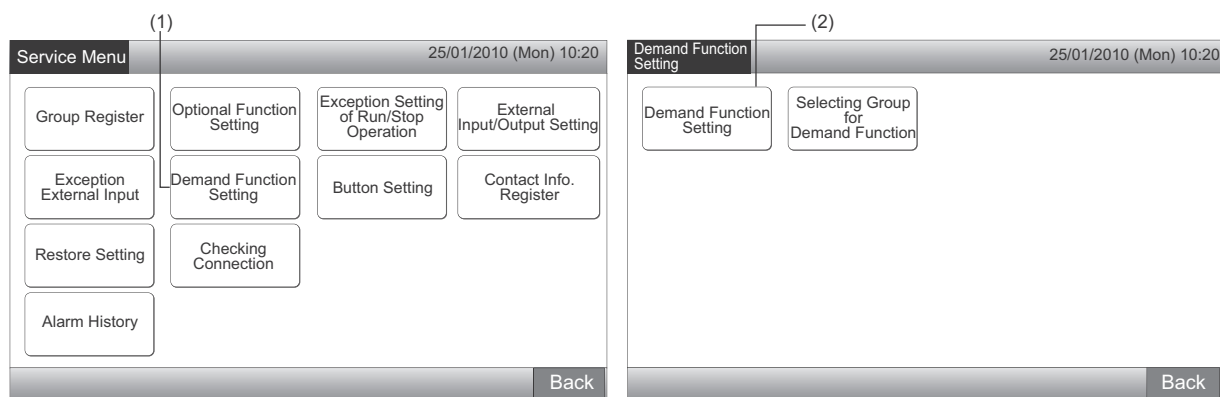 (1)
Service Menu
25/01/2010 (Mon) 10:20
Group Register
Optional Function
Setting
Exception Setting
of Run/Stop
Operation
External
Input/Output Setting
Exception
External Input
Demand Function
Setting
Button Setting
Contact Info.
Register
Restore Setting
Checking
Connection
Alarm History
Back
(2)
Demand Function
Setting
25/01/2010 (Mon) 10:20
Demand Function
Setting
Selecting Group
for
Demand Function
Back